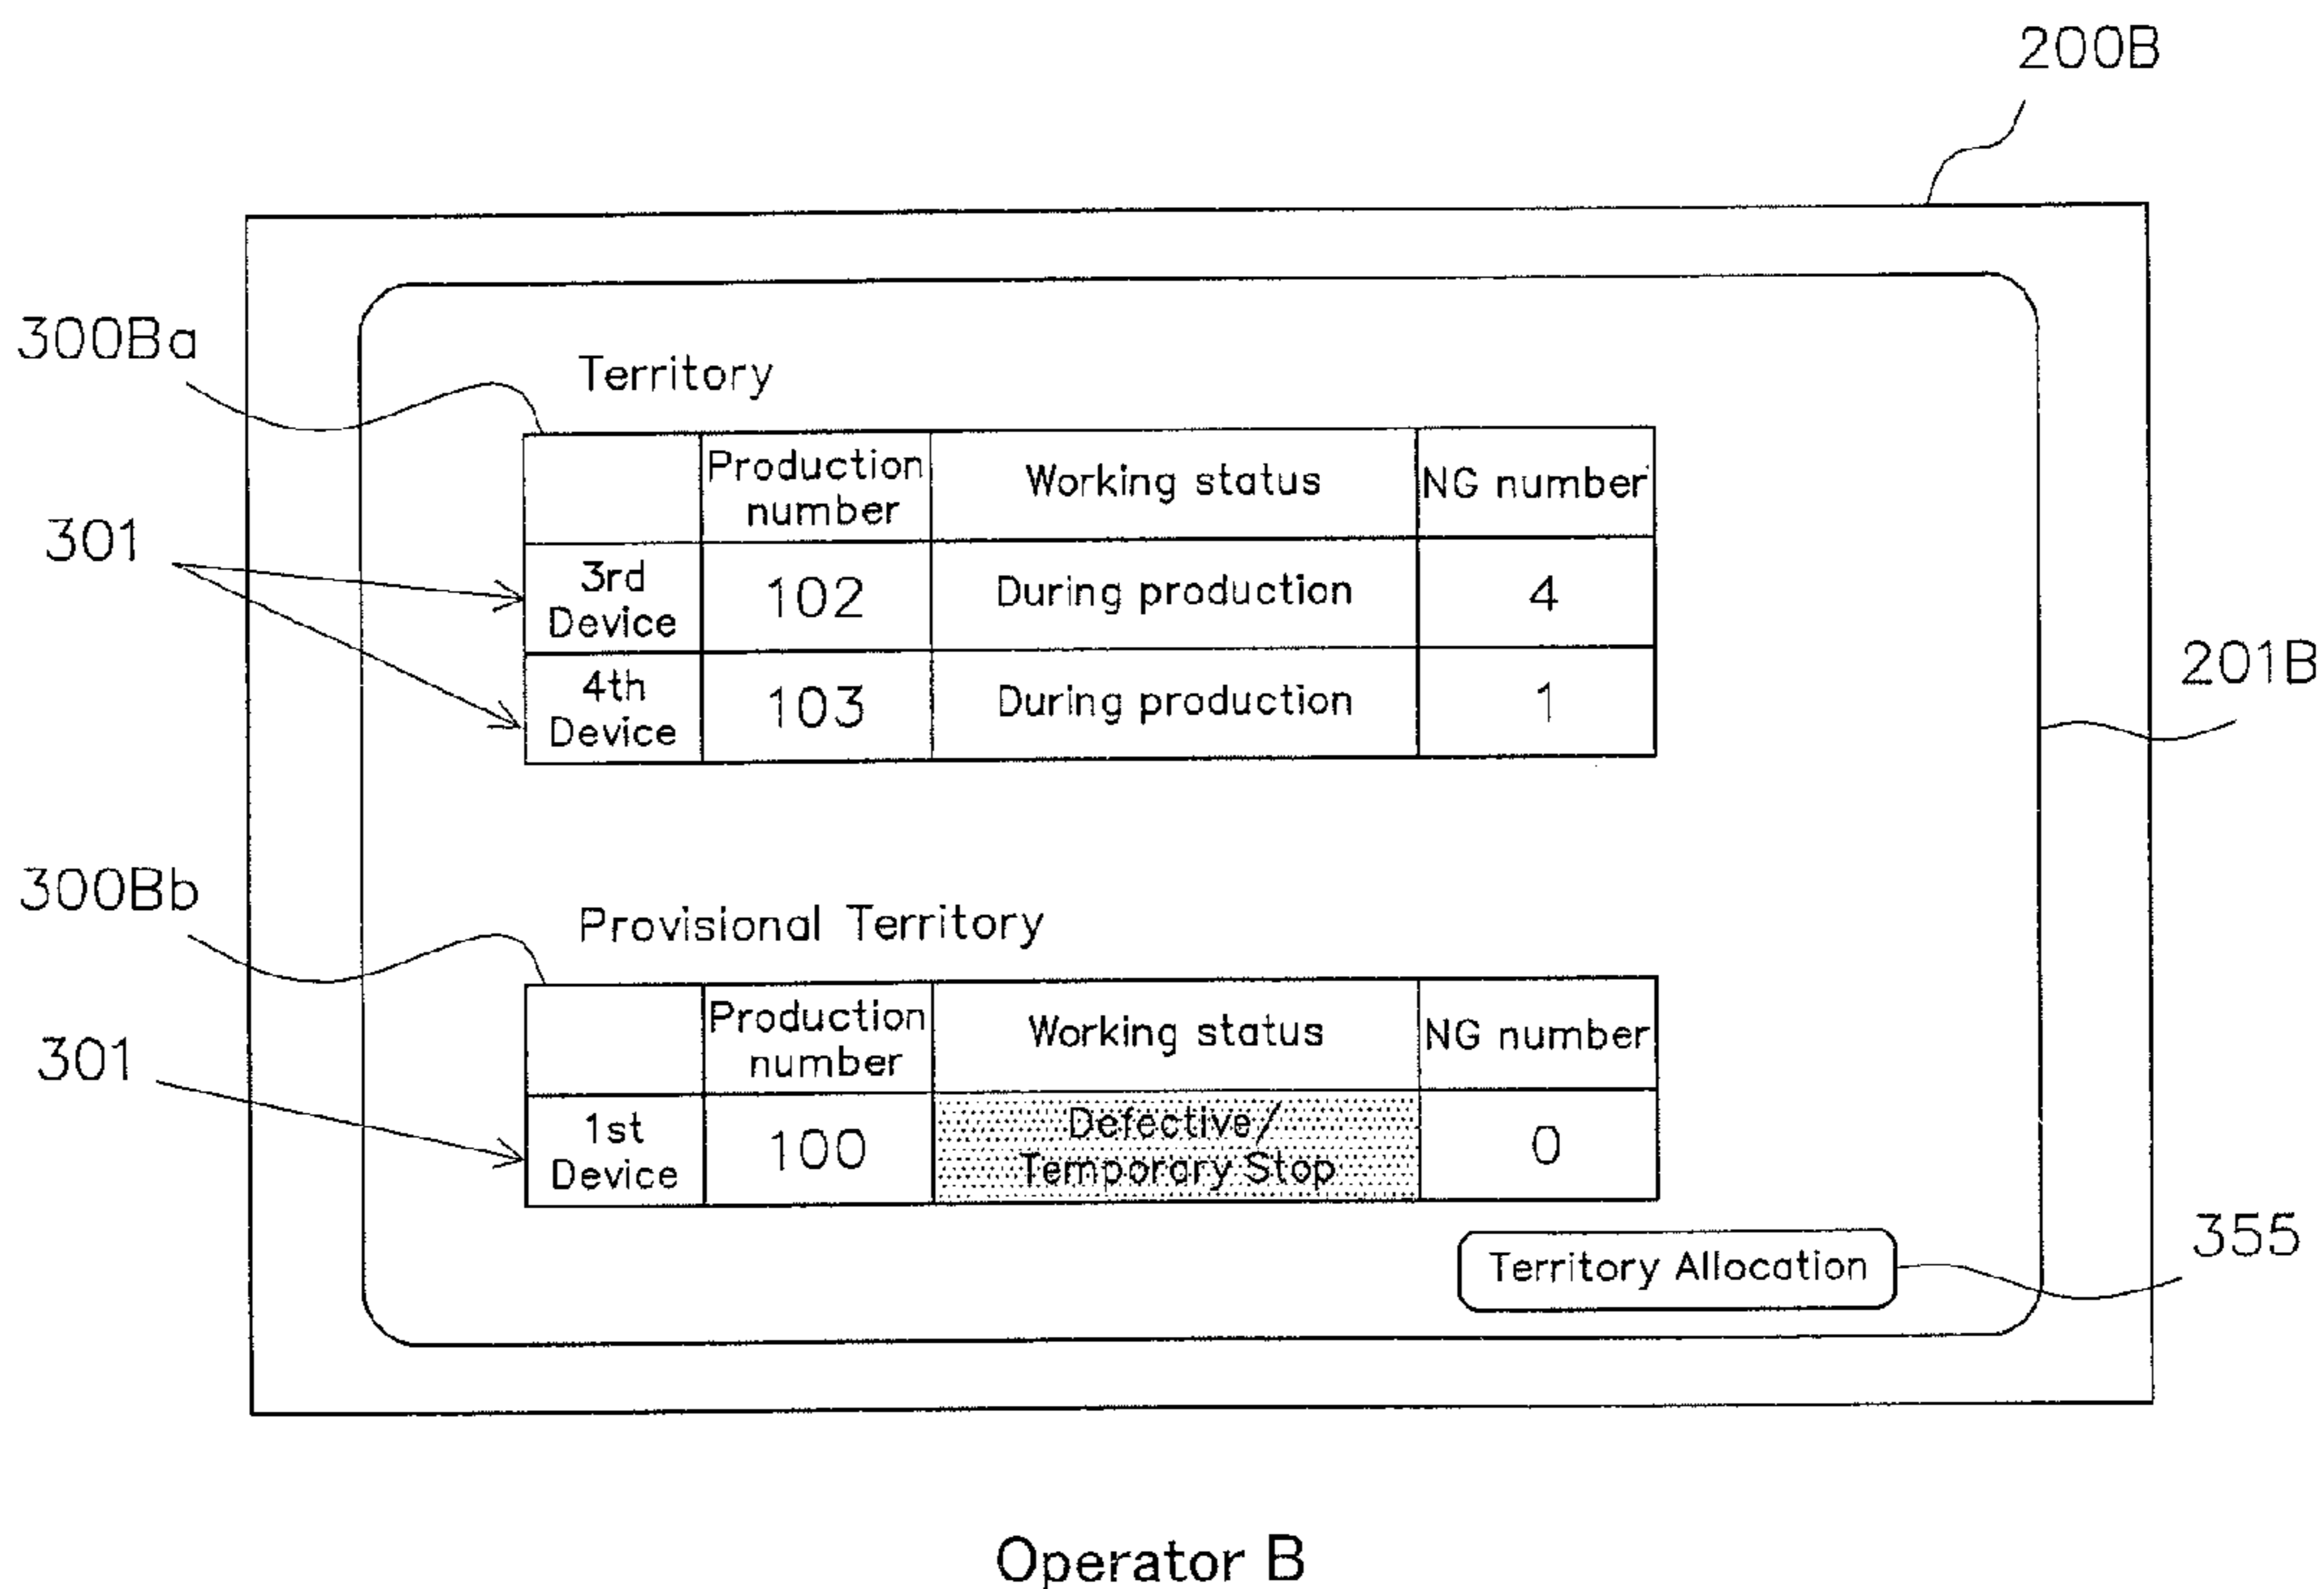 200B
300Ba
Territory
Production
number
Working status
NG number
301
3rd
Device
102
During production
4
201B
4th
Device
103
During production
1
300Bb
Provisional Territory
Production
number
Working status
NG number
301
1st
Device
100
Defective/
Temporary Stop
0
355
Territory Allocation
Operator B